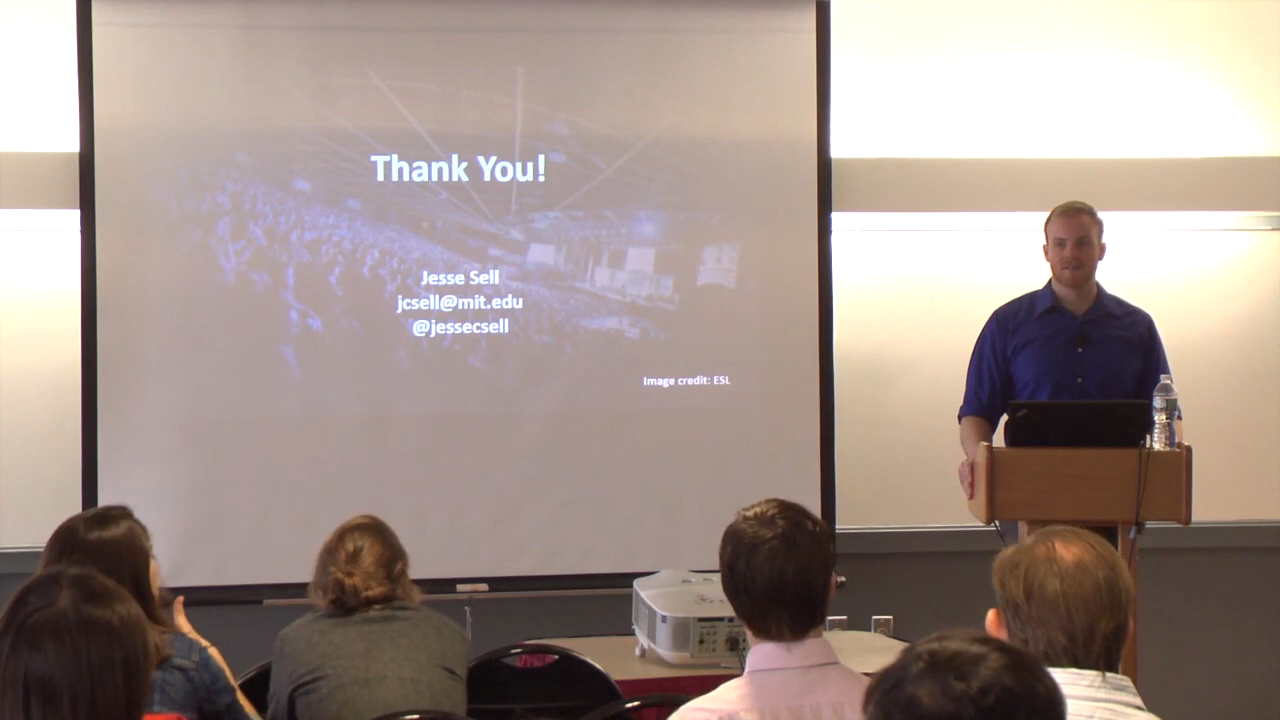 Thank You!
Jesse Sell
jcsell@mit.edu
@jessecsell
Image credit: ESL